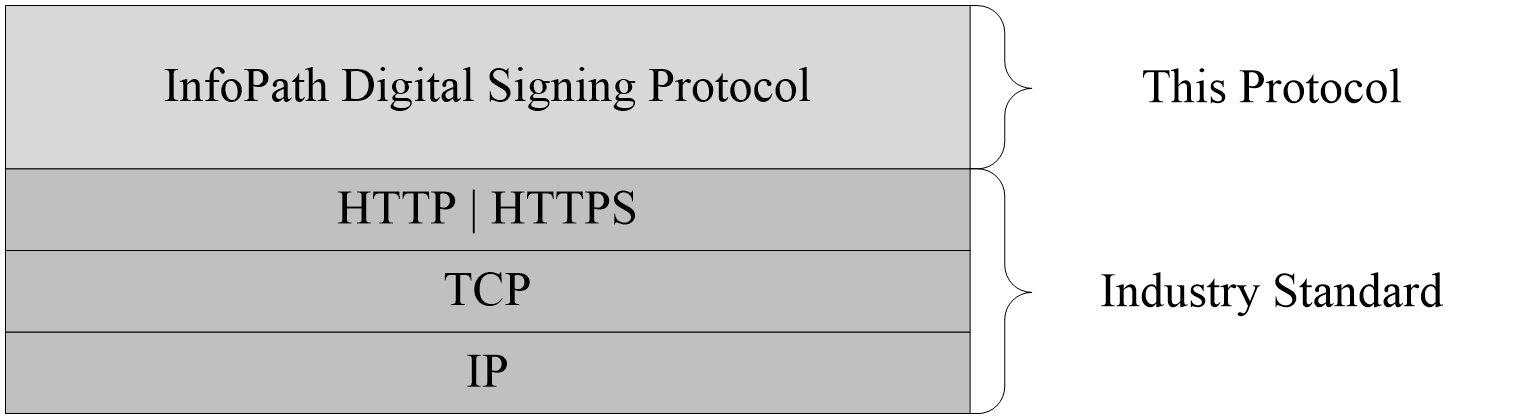 InfoPath Digital Signing Protocol
This Protocol
HTTP | HTTPS
TCP
Industry Standard
IP